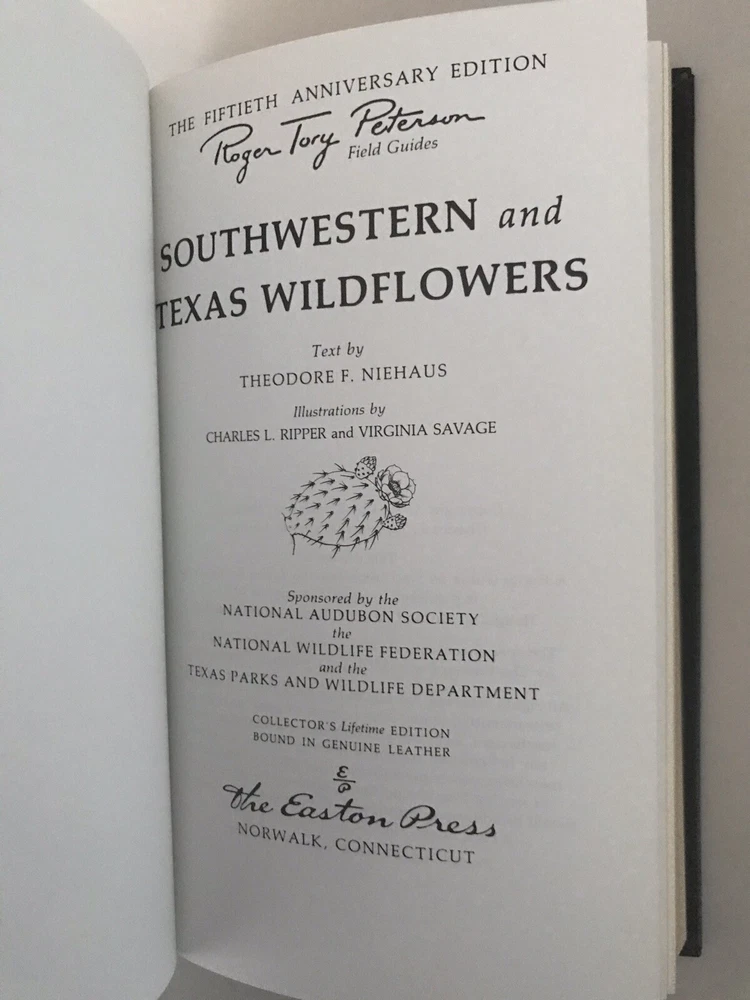 THE FIFTIETH ANNIVERSARY EDITION
Roger Tory Peterson
Field Guides
SOUTHWESTERN and
TEXAS WILDFLOWERS
Text by
THEODORE F. NIEHAUS
Illustrations by
CHARLES L. RIPPER and VIRGINIA SAVAGE
Sponsored by the
NATIONAL AUDUBON SOCIETY
the
NATIONAL WILDLIFE FEDERATION
and the
TEXAS PARKS AND WILDLIFE DEPARTMENT
COLLECTOR'S Lifetime EDITION
BOUND IN GENUINE LEATHER
E
P
The Easton Press
NORWALK, CONNECTICUT